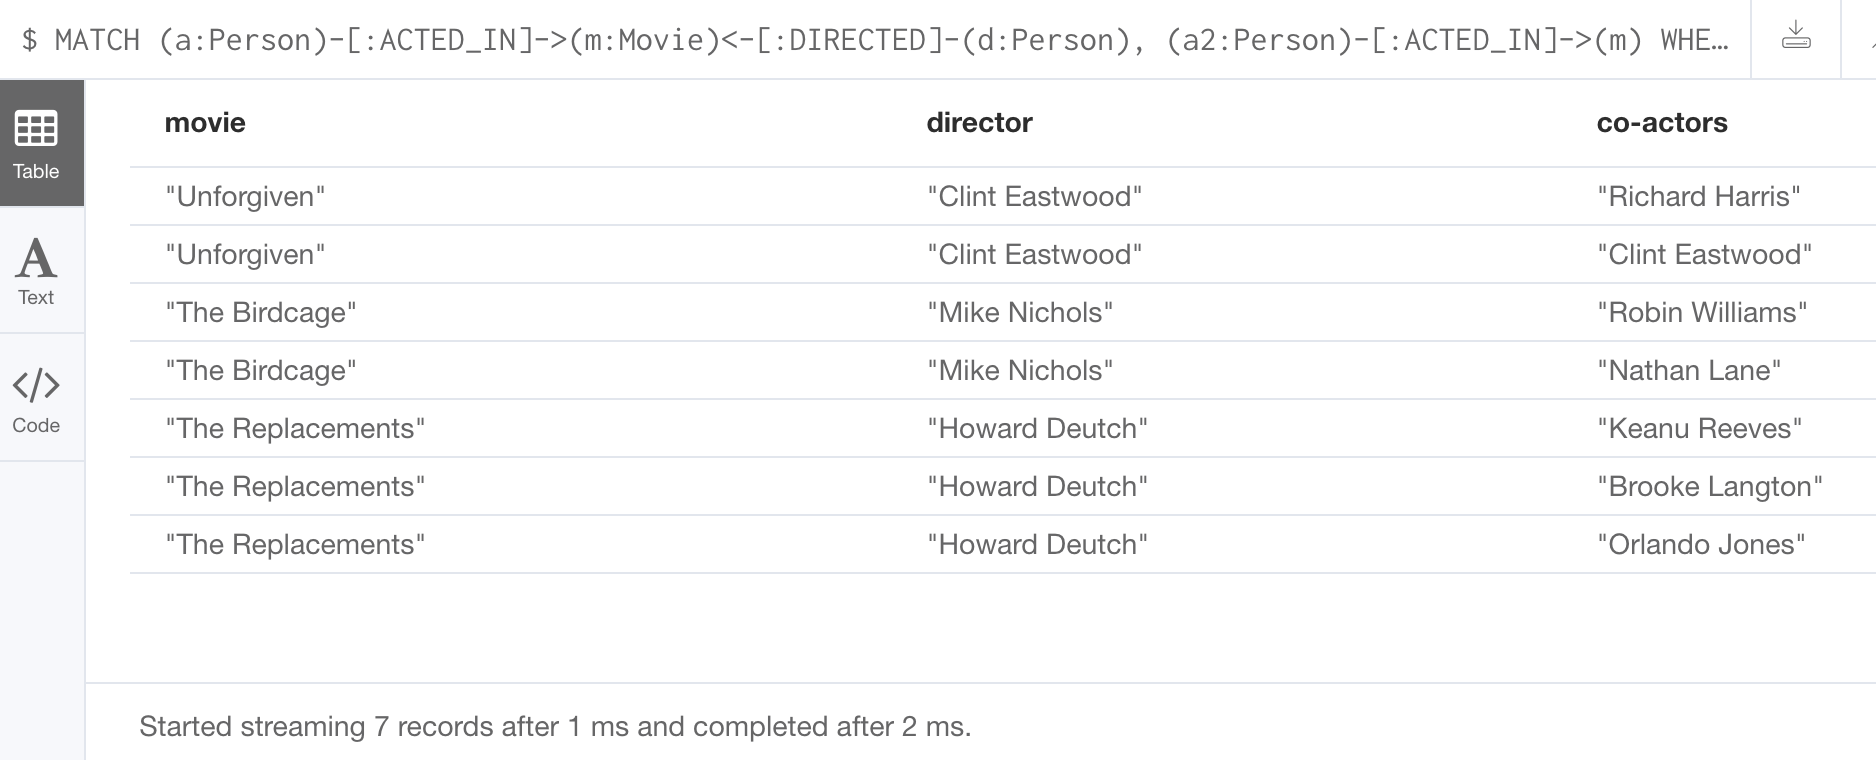 $ MATCH (a:Person)-[:ACTED_IN]->(m:Movie)<-[:DIRECTED]-(d:Person), (a2:Person)-[:ACTED_IN]->(m) WHE…
Table
Text
Code
movie director co-actors
"Unforgiven" "Clint Eastwood" "Richard Harris"
"Unforgiven" "Clint Eastwood" "Clint Eastwood"
"The Birdcage" "Mike Nichols" "Robin Williams"
"The Birdcage" "Mike Nichols" "Nathan Lane"
"The Replacements" "Howard Deutch" "Keanu Reeves"
"The Replacements" "Howard Deutch" "Brooke Langton"
"The Replacements" "Howard Deutch" "Orlando Jones"
Started streaming 7 records after 1 ms and completed after 2 ms.